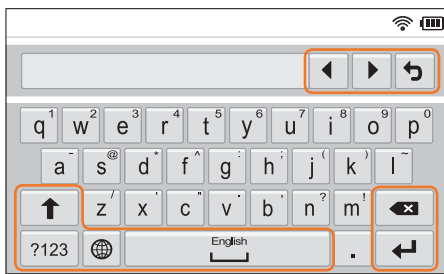 q 1 w 2 e 3 r 4 t 5 y 6 u 7 i 8 o 9 p 0
a - s @ d * f ^ g : h ; j ( k ) l ~
z / x ' c " v . b , n ? m !
?123 English .